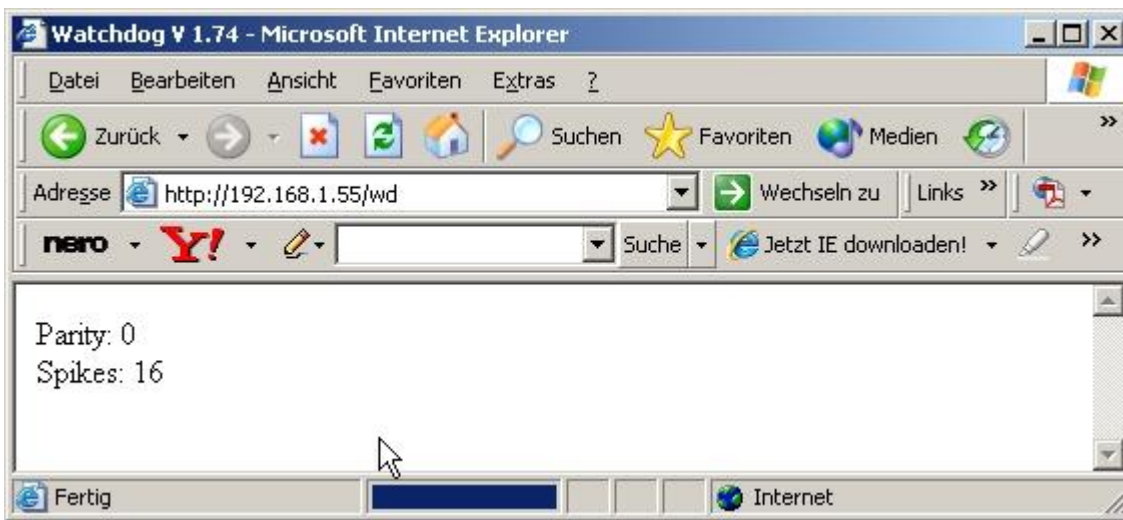 Watchdog V 1.74 - Microsoft Internet Explorer
Datei Bearbeiten Ansicht Favoriten Extras ?
Zurück Suchen Favoriten Medien »
Adresse http://192.168.1.55/wd Wechseln zu Links »
nero Y! Suche Jetzt IE downloaden! »
Parity: 0
Spikes: 16
Fertig Internet